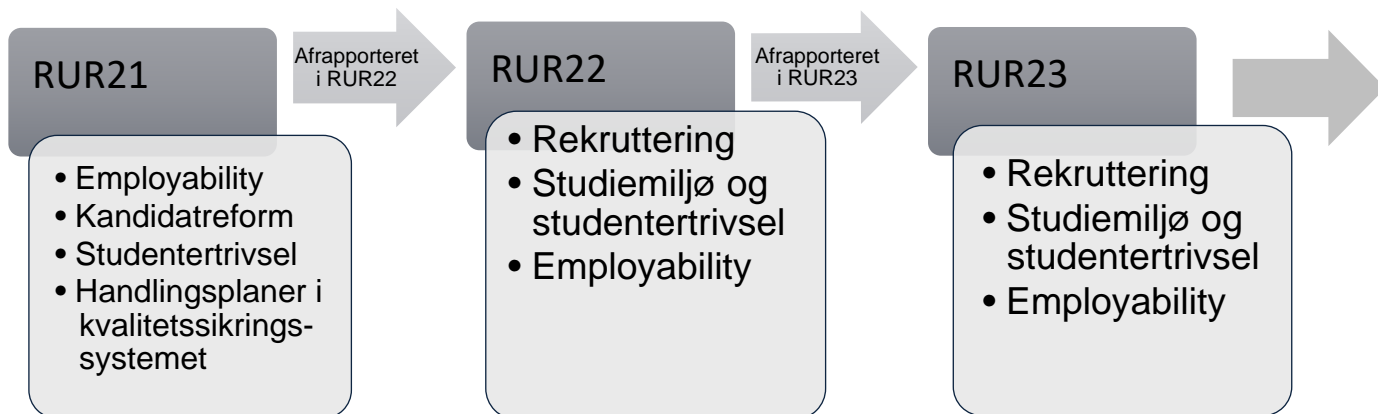 RUR21
Afrapporteret
i RUR22
RUR22
Afrapporteret
i RUR23
RUR23
• Employability
• Kandidatreform
• Studentertrivsel
• Handlingsplaner i
kvalitetssikrings-
systemet
• Rekruttering
• Studiemiljø og
studentertrivsel
• Employability
• Rekruttering
• Studiemiljø og
studentertrivsel
• Employability